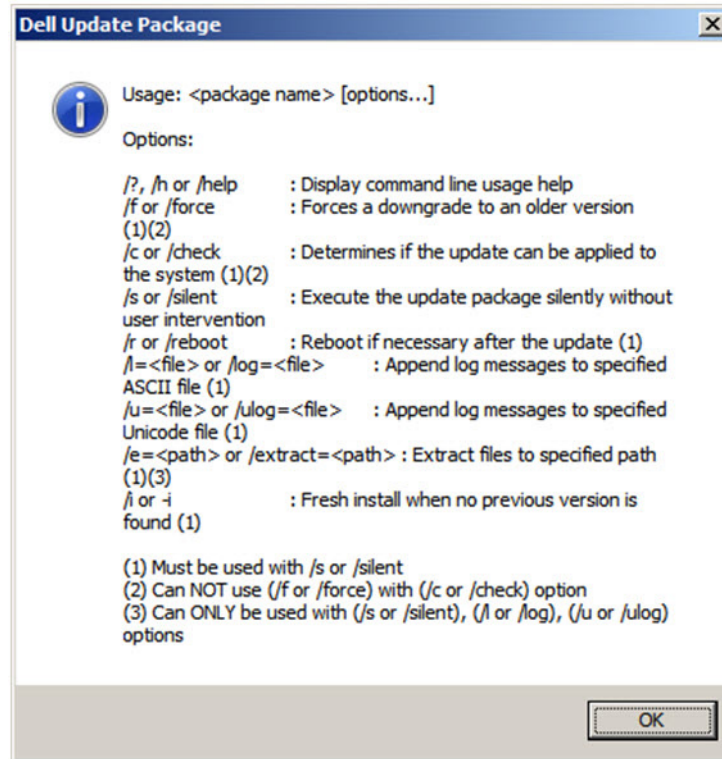 Dell Update Package
Usage: <package name> [options...]
Options:
/?, /h or /help : Display command line usage help
/f or /force : Forces a downgrade to an older version
(1)(2)
/c or /check : Determines if the update can be applied to
the system (1)(2)
/s or /silent : Execute the update package silently without
user intervention
/r or /reboot : Reboot if necessary after the update (1)
/l=<file> or /log=<file> : Append log messages to specified
ASCII file (1)
/u=<file> or /ulog=<file> : Append log messages to specified
Unicode file (1)
/e=<path> or /extract=<path> : Extract files to specified path
(1)(3)
/i or -i : Fresh install when no previous version is
found (1)
(1) Must be used with /s or /silent
(2) Can NOT use (/f or /force) with (/c or /check) option
(3) Can ONLY be used with (/s or /silent), (/l or /log), (/u or /ulog)
options
OK